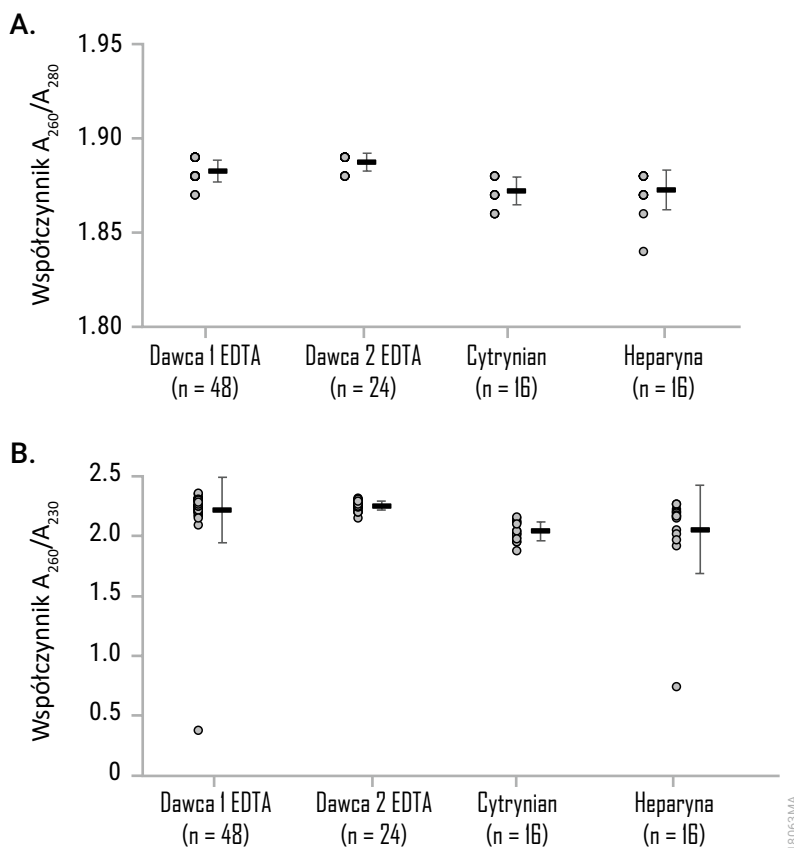 A.
Współczynnik A260/A280
1.95
1.90
1.85
1.80
Dawca 1 EDTA
(n = 48)
Dawca 2 EDTA
(n = 24)
Cytrynian
(n = 16)
Heparyna
(n = 16)
B.
Współczynnik A260/A230
2.5
2.0
1.5
1.0
0.5
0
Dawca 1 EDTA
(n = 48)
Dawca 2 EDTA
(n = 24)
Cytrynian
(n = 16)
Heparyna
(n = 16)
18063MA